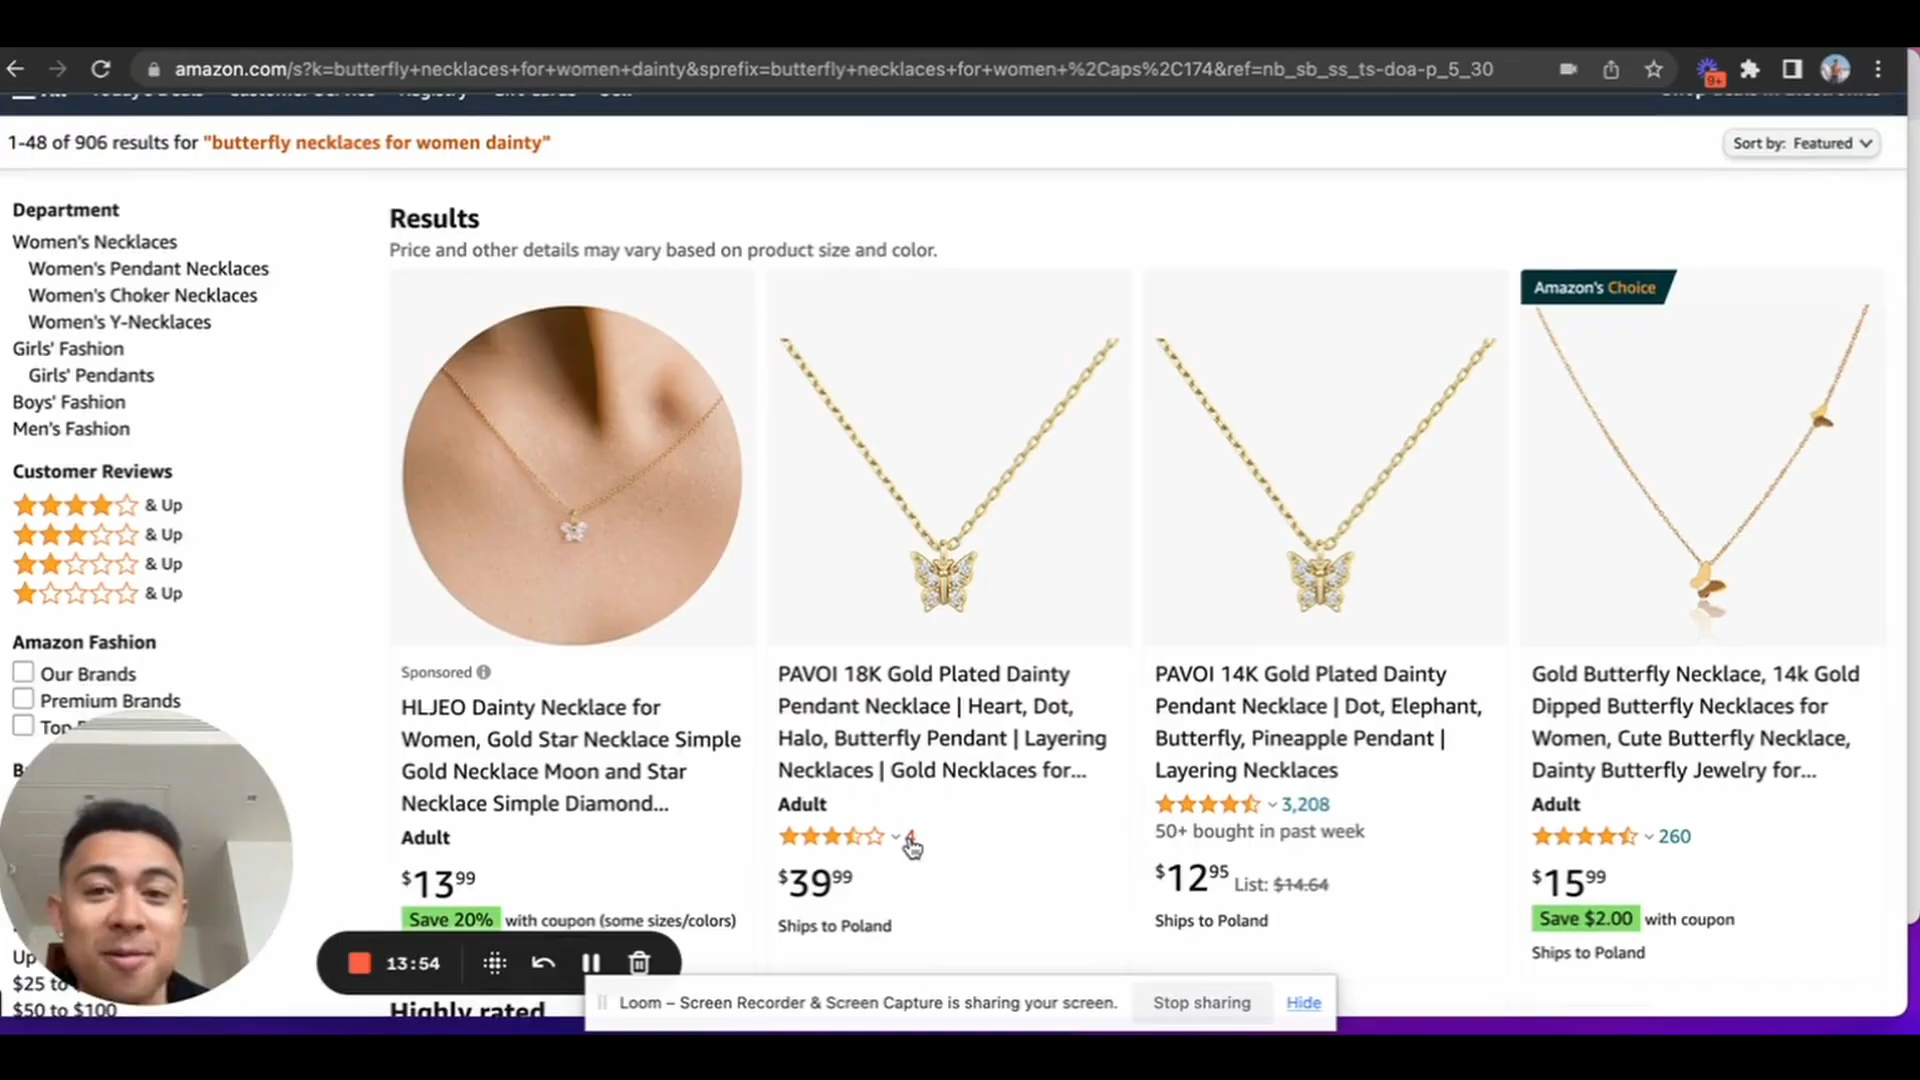 amazon.com/s?k=butterfly+necklaces+for+women+dainty&sprefix=butterfly+necklaces+for+women+%2Caps%2C174&ref=nb_sb_ss_ts-doa-p_5_30
9+
1-48 of 906 results for "butterfly necklaces for women dainty"
Sort by: Featured
Department
Women's Necklaces
Women's Pendant Necklaces
Women's Choker Necklaces
Women's Y-Necklaces
Girls' Fashion
Girls' Pendants
Boys' Fashion
Men's Fashion
Customer Reviews
& Up
& Up
& Up
& Up
Amazon Fashion
Our Brands
Premium Brands
Top
$50 to $100
Results
Price and other details may vary based on product size and color.
Sponsored
HLJEO Dainty Necklace for
Women, Gold Star Necklace Simple
Gold Necklace Moon and Star
Necklace Simple Diamond...
Adult
$13.99
Save 20% with coupon (some sizes/colors)
PAVOI 18K Gold Plated Dainty
Pendant Necklace | Heart, Dot,
Halo, Butterfly Pendant | Layering
Necklaces | Gold Necklaces for...
Adult
4
$39.99
Ships to Poland
PAVOI 14K Gold Plated Dainty
Pendant Necklace | Dot, Elephant,
Butterfly, Pineapple Pendant |
Layering Necklaces
3,208
50+ bought in past week
$12.95 List: $14.64
Ships to Poland
Amazon's Choice
Gold Butterfly Necklace, 14k Gold
Dipped Butterfly Necklaces for
Women, Cute Butterfly Necklace,
Dainty Butterfly Jewelry for...
Adult
260
$15.99
Save $2.00 with coupon
Ships to Poland
13:54
Highly rated
Loom – Screen Recorder & Screen Capture is sharing your screen.
Stop sharing
Hide